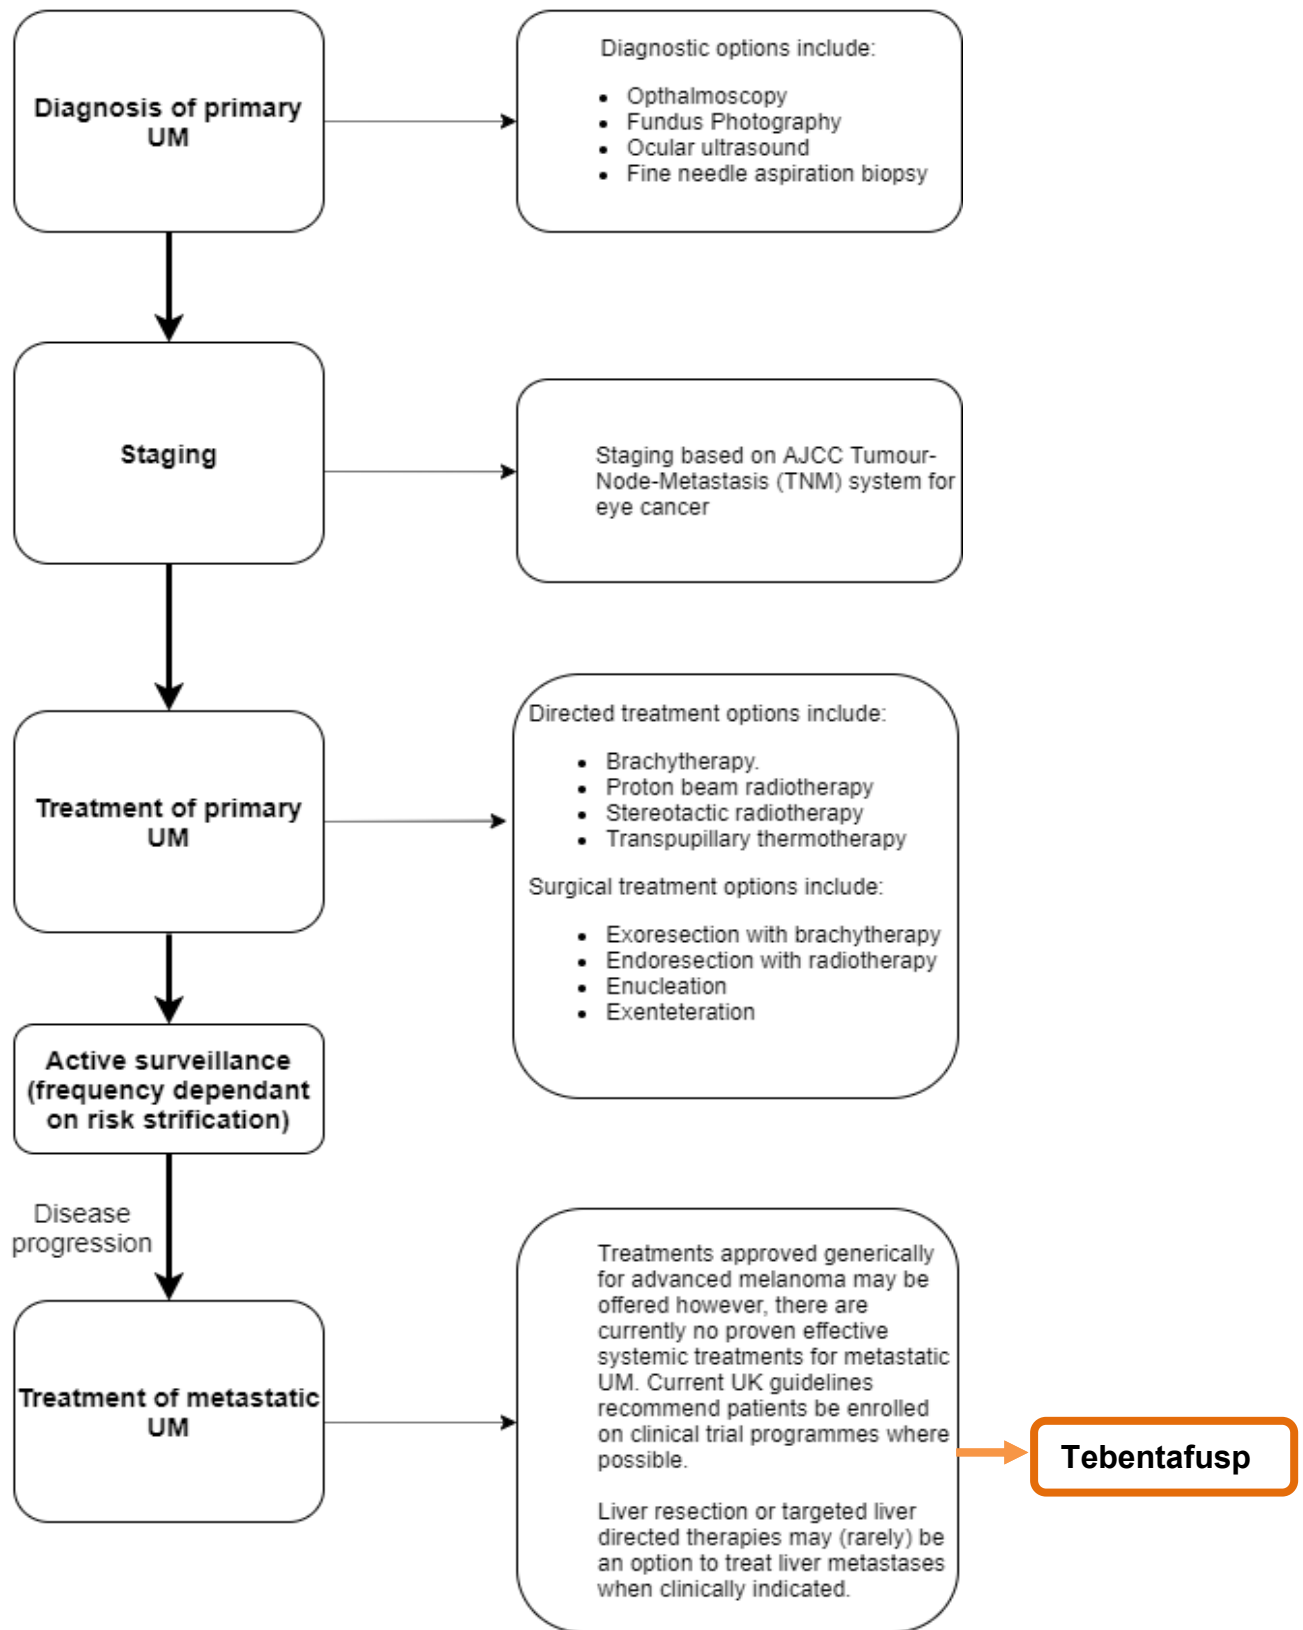 Diagnosis of primary
UM
Diagnostic options include:
• Opthalmoscopy
• Fundus Photography
• Ocular ultrasound
• Fine needle aspiration biopsy
Staging
Staging based on AJCC Tumour-
Node-Metastasis (TNM) system for
eye cancer
Treatment of primary
UM
Directed treatment options include:
• Brachytherapy.
• Proton beam radiotherapy
• Stereotactic radiotherapy
• Transpupillary thermotherapy
Surgical treatment options include:
• Exoresection with brachytherapy
• Endoresection with radiotherapy
• Enucleation
• Exenteteration
Active surveillance
(frequency dependant
on risk strification)
Disease
progression
Treatment of metastatic
UM
Treatments approved generically
for advanced melanoma may be
offered however, there are
currently no proven effective
systemic treatments for metastatic
UM. Current UK guidelines
recommend patients be enrolled
on clinical trial programmes where
possible.
Liver resection or targeted liver
directed therapies may (rarely) be
an option to treat liver metastases
when clinically indicated.
Tebentafusp